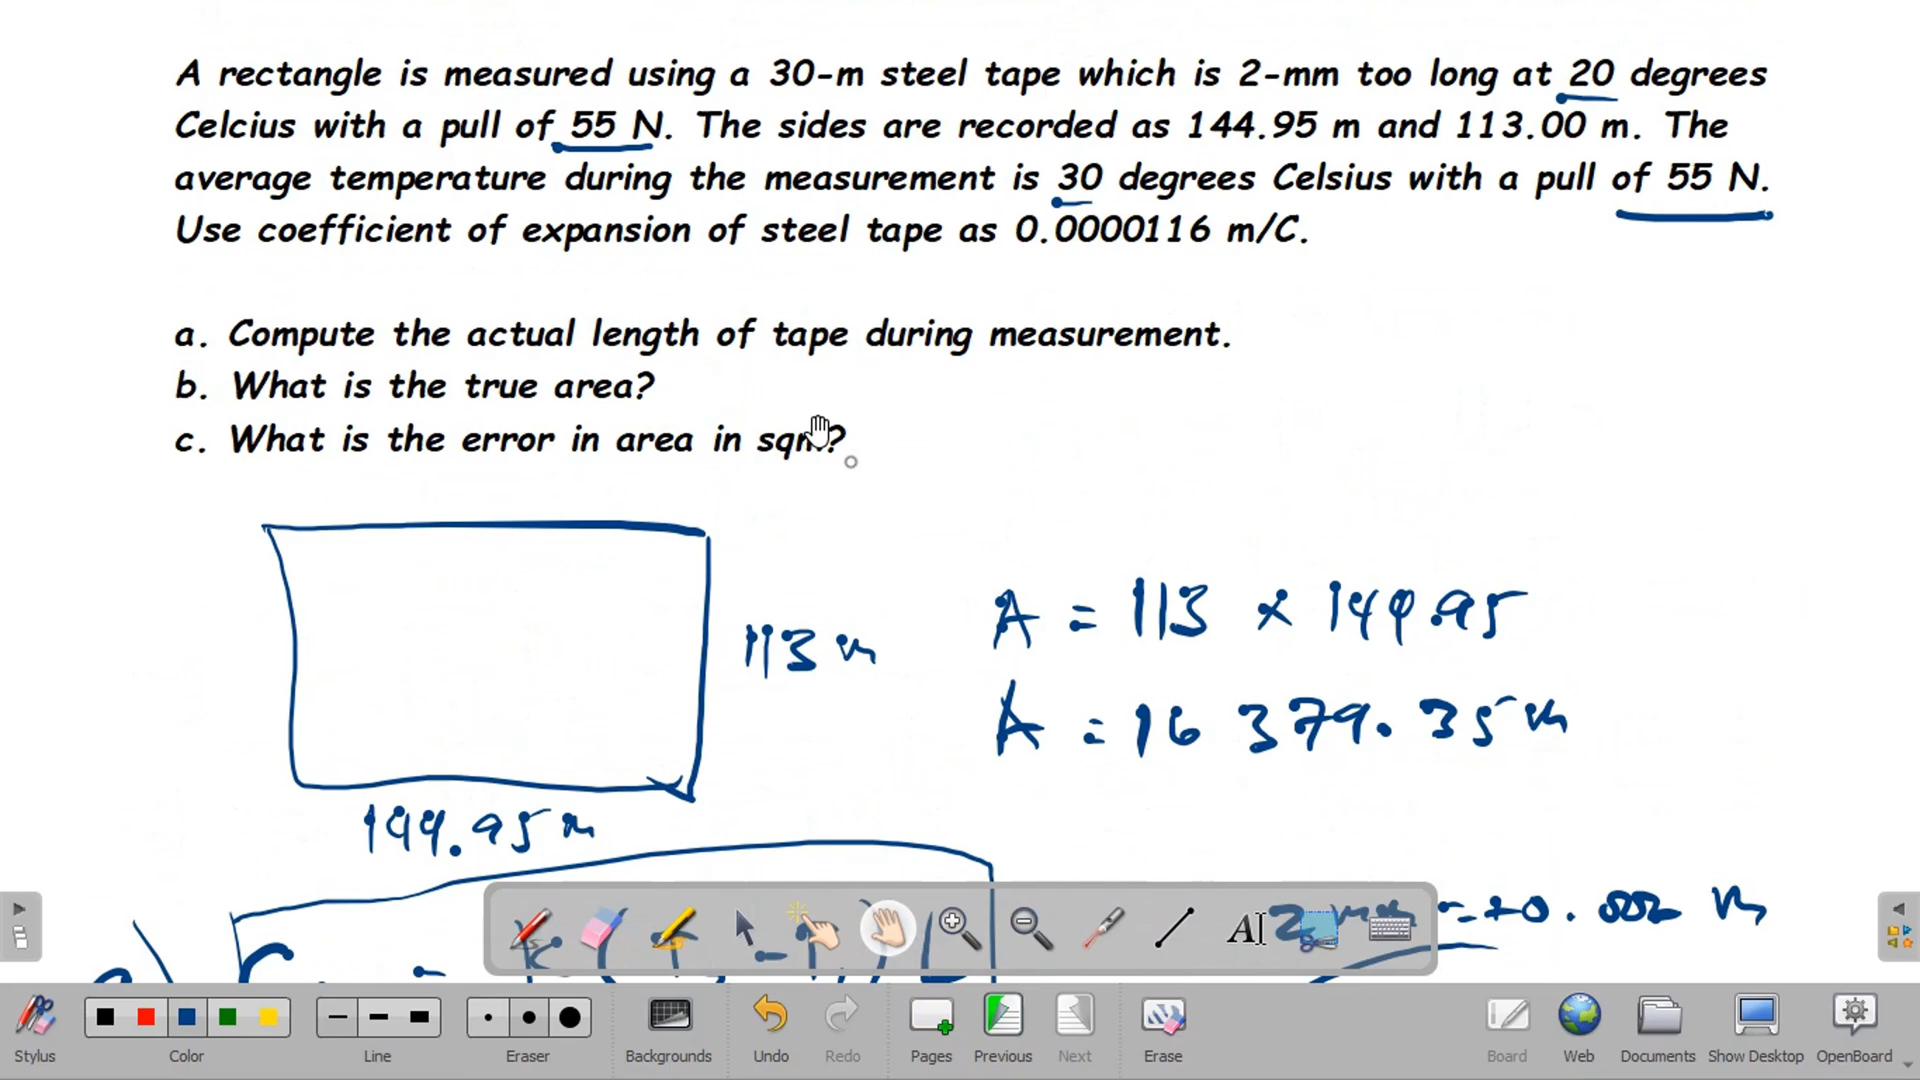 A rectangle is measured using a 30-m steel tape which is 2-mm too long at 20 degrees
Celcius with a pull of 55 N. The sides are recorded as 144.95 m and 113.00 m. The
average temperature during the measurement is 30 degrees Celsius with a pull of 55 N.
Use coefficient of expansion of steel tape as 0.0000116 m/C.
a. Compute the actual length of tape during measurement.
b. What is the true area?
c. What is the error in area in sqm?
A = 113 x 144.95
113 m
A = 16 379.35 m
144.95 m
2 mm = +0.002 m
Stylus
Color
Line
Eraser
Backgrounds
Undo
Redo
Pages
Previous
Next
Erase
Board
Web
Documents
Show Desktop
OpenBoard